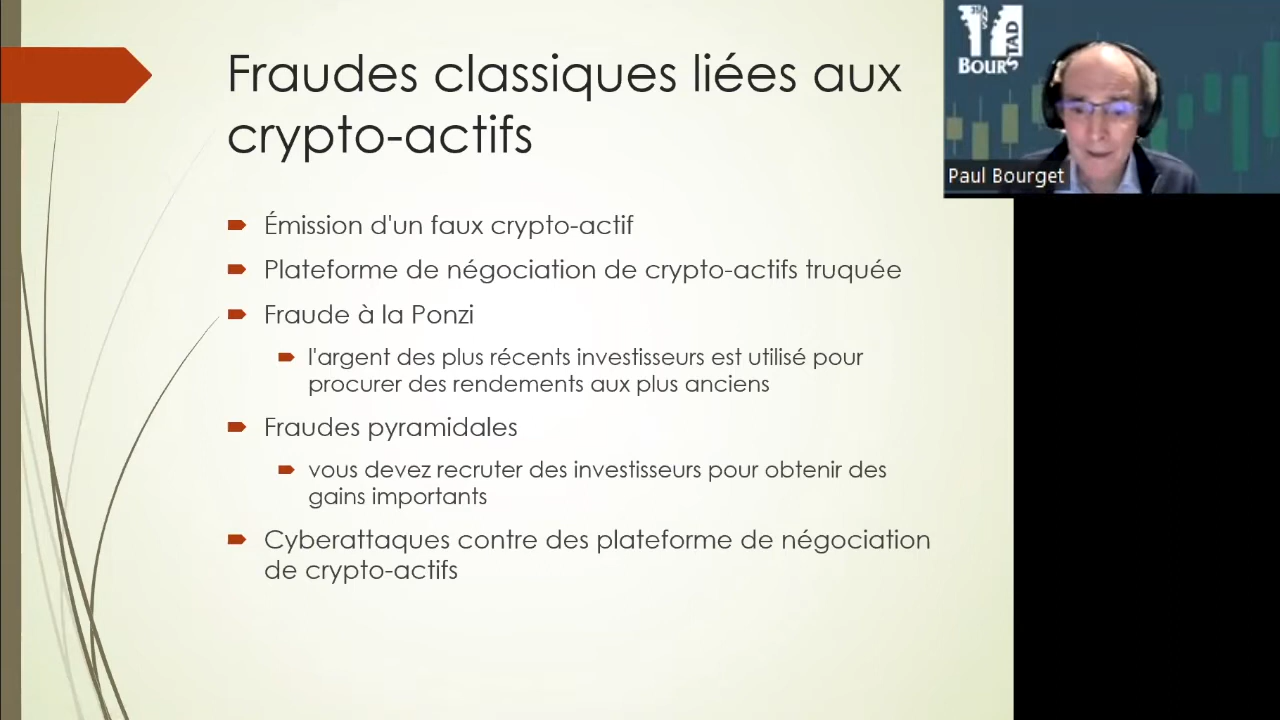 Fraudes classiques liées aux
crypto-actifs
Émission d'un faux crypto-actif
Plateforme de négociation de crypto-actifs truquée
Fraude à la Ponzi
l'argent des plus récents investisseurs est utilisé pour
procurer des rendements aux plus anciens
Fraudes pyramidales
vous devez recruter des investisseurs pour obtenir des
gains importants
Cyberattaques contre des plateforme de négociation
de crypto-actifs
35 ANS
BOURSTAD
Paul Bourget